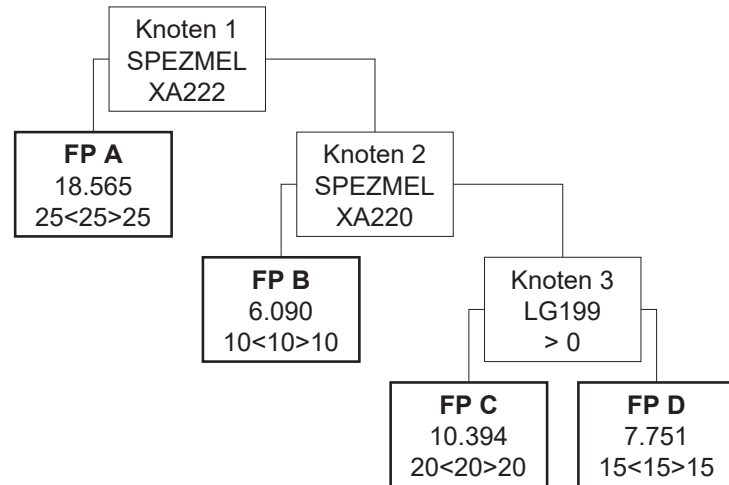 Knoten 1
SPEZMEL
XA222
FP A
18.565
25<25>25
Knoten 2
SPEZMEL
XA220
FP B
6.090
10<10>10
Knoten 3
LG199
> 0
FP C
10.394
20<20>20
FP D
7.751
15<15>15